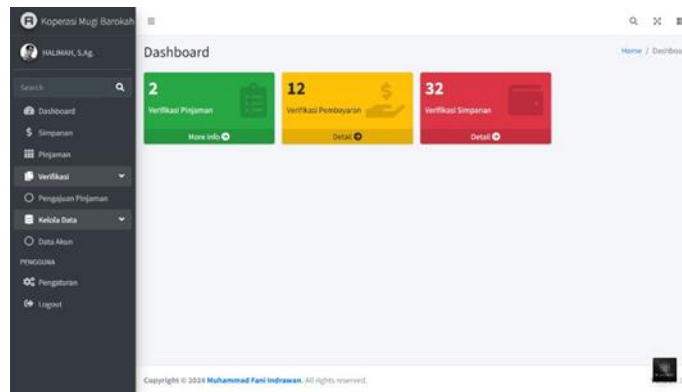 Koperasi Mugi Barokah
HALIMAH, S.Ag.
Search
Dashboard
Simpanan
Pinjaman
Verifikasi
Pengajuan Pinjaman
Kelola Data
Data Akun
PENGGUNA
Pengaturan
Logout
Dashboard
Home / Dashboa
2
Verifikasi Pinjaman
More info
12
Verifikasi Pembayaran
Detail
32
Verifikasi Simpanan
Detail
Copyright © 2024 Muhammad Fani Indrawan. All rights reserved.